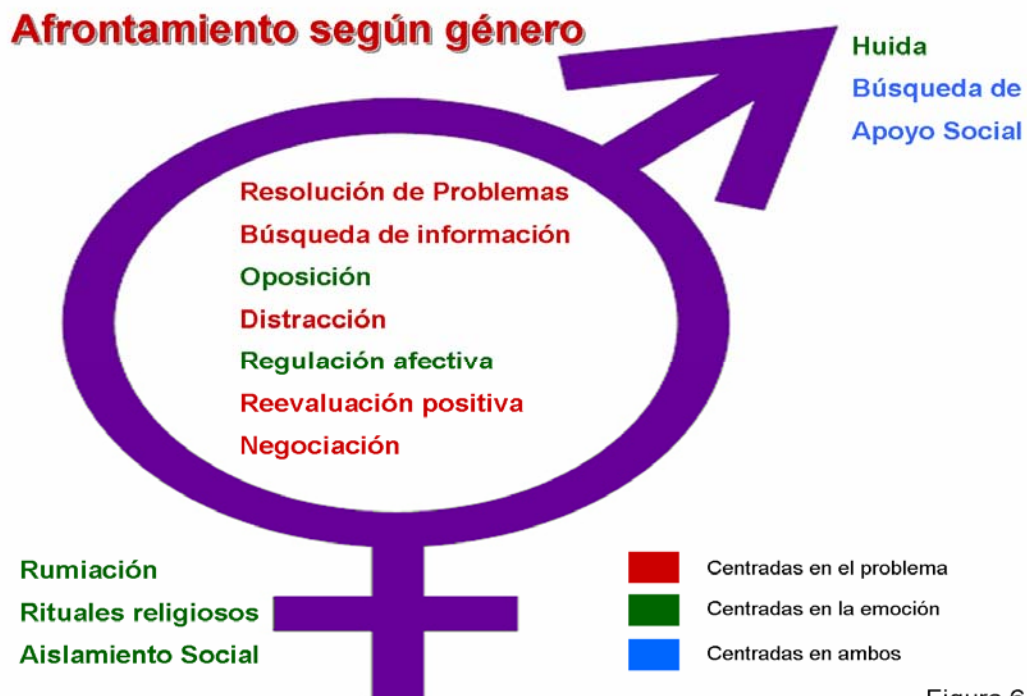 Afrontamiento según género
Huida
Búsqueda de
Apoyo Social
Resolución de Problemas
Búsqueda de información
Oposición
Distracción
Regulación afectiva
Reevaluación positiva
Negociación
Rumiación
Rituales religiosos
Aislamiento Social
Centradas en el problema
Centradas en la emoción
Centradas en ambos